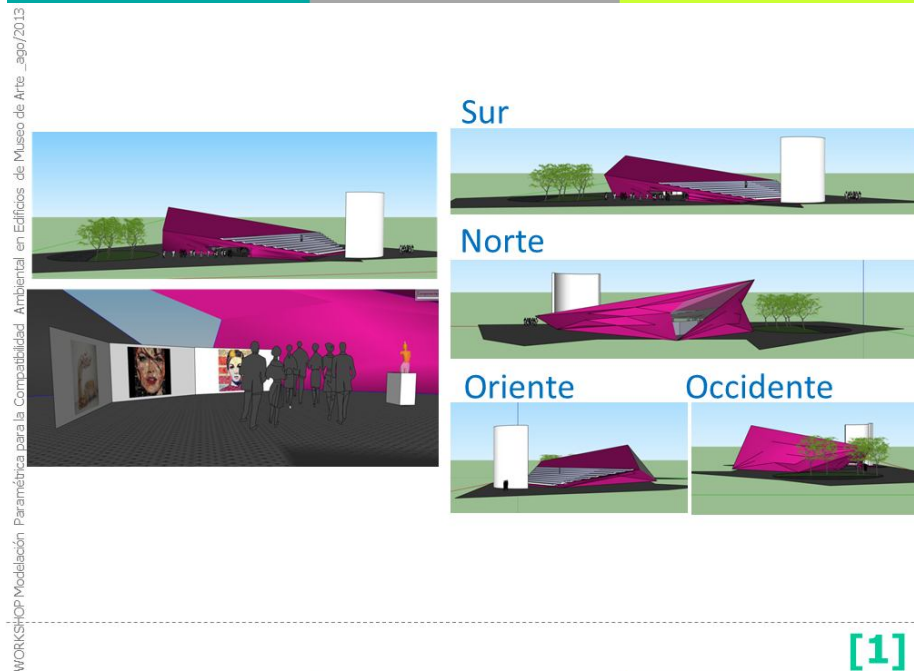 WORKSHOP Modelación Paramétrica para la Compatibilidad Ambiental en Edificios de Museo de Arte _ago/2013
Sur
Norte
Oriente
Occidente
[1]